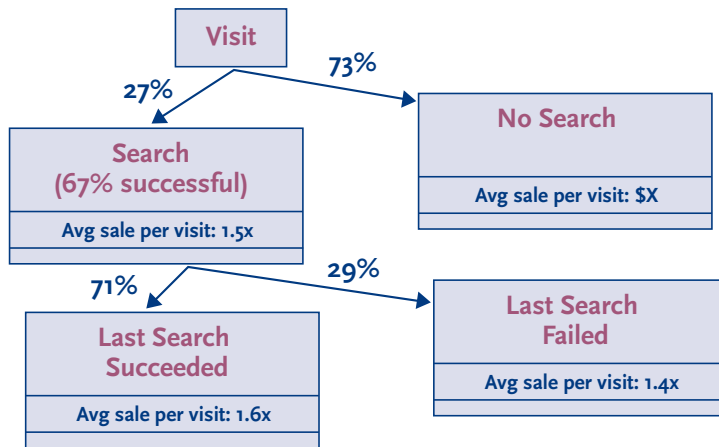 Visit
73%
27%
No Search
Search
(67% successful)
Avg sale per visit: $X
Avg sale per visit: 1.5x
71%
29%
Last Search
Failed
Last Search
Succeeded
Avg sale per visit: 1.4x
Avg sale per visit: 1.6x